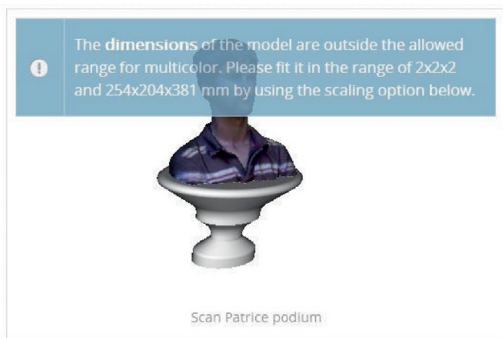 The dimensions of the model are outside the allowed
range for multicolor. Please fit it in the range of 2x2x2
and 254x204x381 mm by using the scaling option below.
Scan Patrice podium